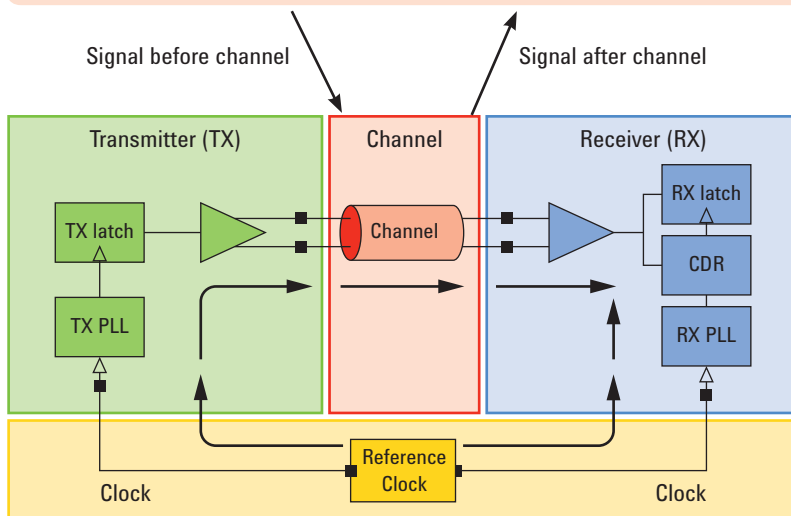 Signal before channel
Signal after channel
Transmitter (TX)
Channel
Receiver (RX)
TX latch
Channel
RX latch
CDR
TX PLL
RX PLL
Reference
Clock
Clock
Clock